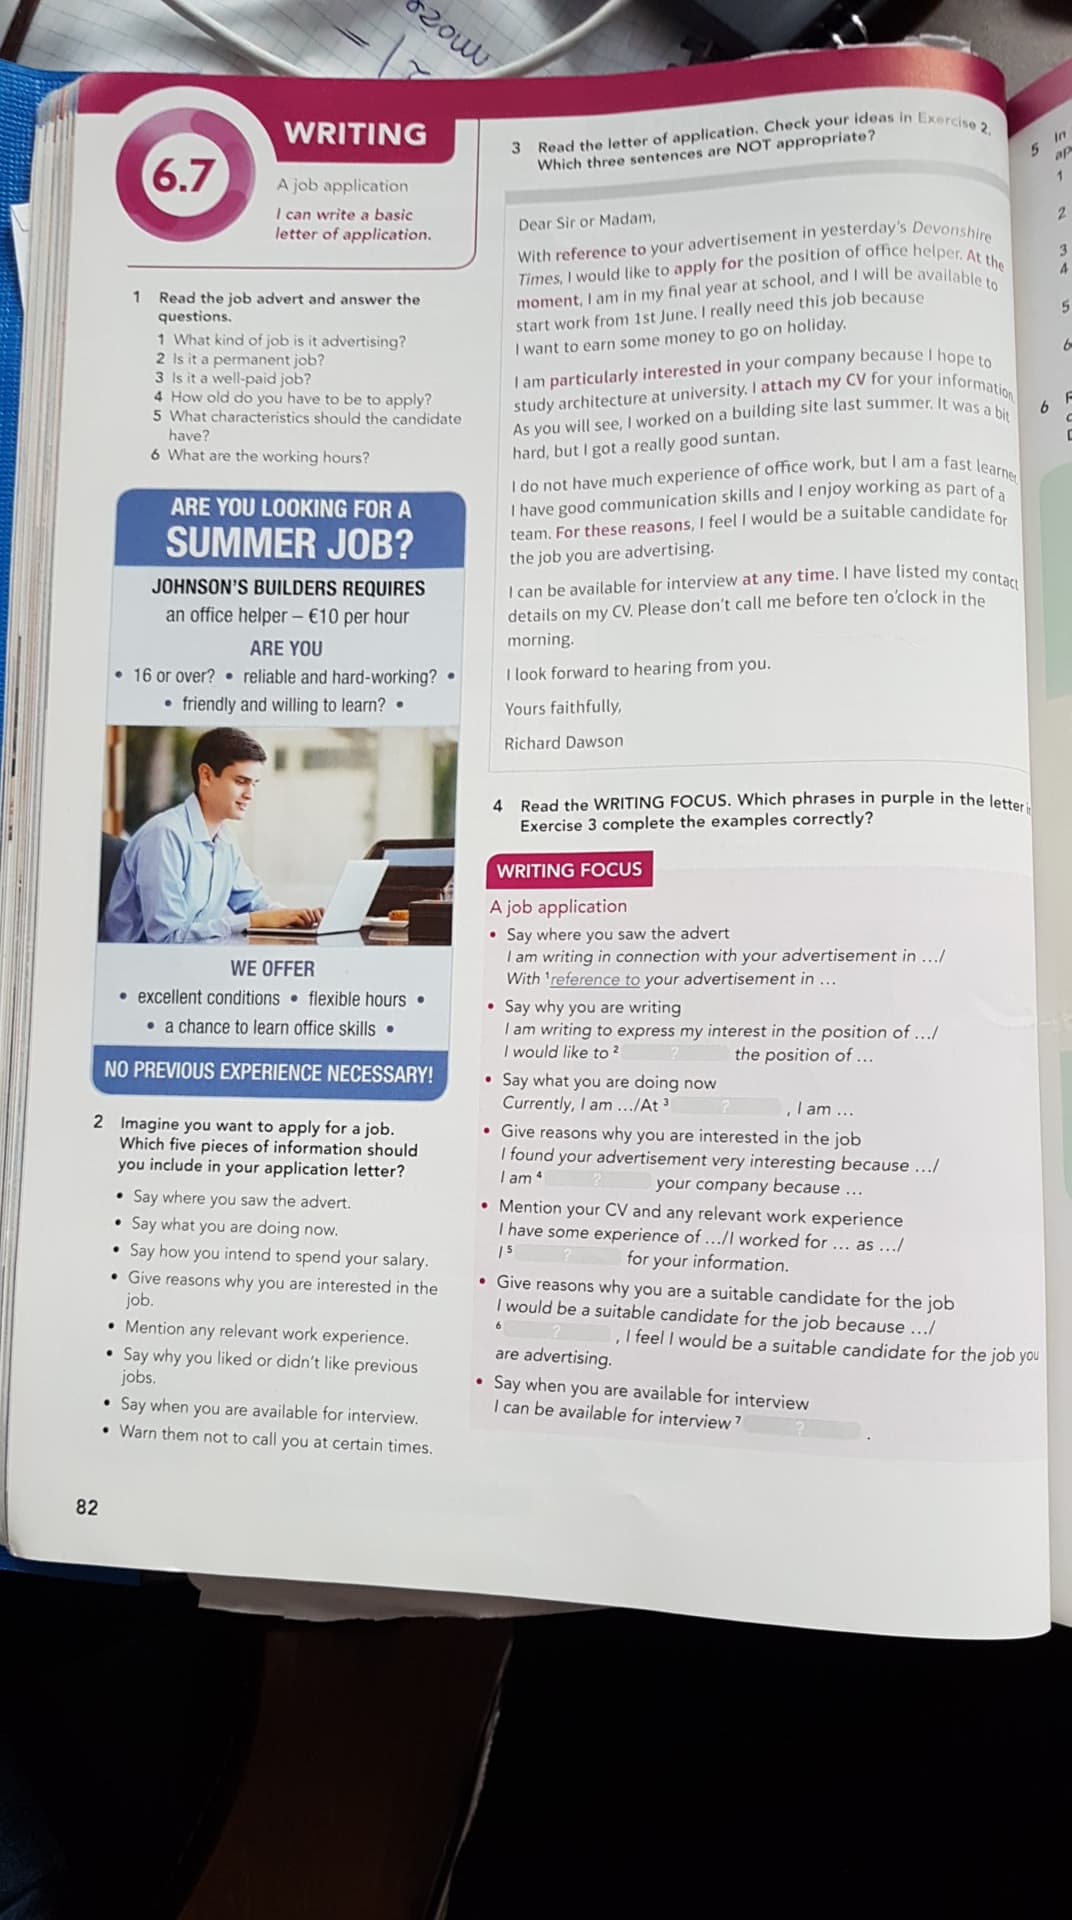 WRITING
6.7
A job application
I can write a basic
letter of application.
1 Read the job advert and answer the
questions.
1 What kind of job is it advertising?
2 Is it a permanent job?
3 Is it a well-paid job?
4 How old do you have to be to apply?
5 What characteristics should the candidate
have?
6 What are the working hours?
ARE YOU LOOKING FOR A
SUMMER JOB?
JOHNSON'S BUILDERS REQUIRES
an office helper – €10 per hour
ARE YOU
• 16 or over? • reliable and hard-working? •
• friendly and willing to learn? •
WE OFFER
• excellent conditions • flexible hours •
• a chance to learn office skills •
NO PREVIOUS EXPERIENCE NECESSARY!
2 Imagine you want to apply for a job.
Which five pieces of information should
you include in your application letter?
• Say where you saw the advert.
• Say what you are doing now.
• Say how you intend to spend your salary.
• Give reasons why you are interested in the
job.
• Mention any relevant work experience.
• Say why you liked or didn't like previous
jobs.
• Say when you are available for interview.
• Warn them not to call you at certain times.
82
3 Read the letter of application. Check your ideas in Exercise 2.
Which three sentences are NOT appropriate?
Dear Sir or Madam,
With reference to your advertisement in yesterday's Devonshire
Times, I would like to apply for the position of office helper. At the
moment, I am in my final year at school, and I will be available to
start work from 1st June. I really need this job because
I want to earn some money to go on holiday.
I am particularly interested in your company because I hope to
study architecture at university. I attach my CV for your information.
As you will see, I worked on a building site last summer. It was a bit
hard, but I got a really good suntan.
I do not have much experience of office work, but I am a fast learner
I have good communication skills and I enjoy working as part of a
team. For these reasons, I feel I would be a suitable candidate for
the job you are advertising.
I can be available for interview at any time. I have listed my contact
details on my CV. Please don't call me before ten o'clock in the
morning.
I look forward to hearing from you.
Yours faithfully,
Richard Dawson
4 Read the WRITING FOCUS. Which phrases in purple in the letter in
Exercise 3 complete the examples correctly?
WRITING FOCUS
A job application
• Say where you saw the advert
I am writing in connection with your advertisement in .../
With 1 reference to your advertisement in ...
• Say why you are writing
I am writing to express my interest in the position of .../
I would like to 2 ? the position of ...
• Say what you are doing now
Currently, I am .../At 3 ? , I am ...
• Give reasons why you are interested in the job
I found your advertisement very interesting because .../
I am 4 ? your company because ...
• Mention your CV and any relevant work experience
I have some experience of .../I worked for ... as .../
I 5 ? for your information.
• Give reasons why you are a suitable candidate for the job
I would be a suitable candidate for the job because .../
6 ? , I feel I would be a suitable candidate for the job you
are advertising.
• Say when you are available for interview
I can be available for interview 7 ? .
5 In
1
2
3
4
5
6
6